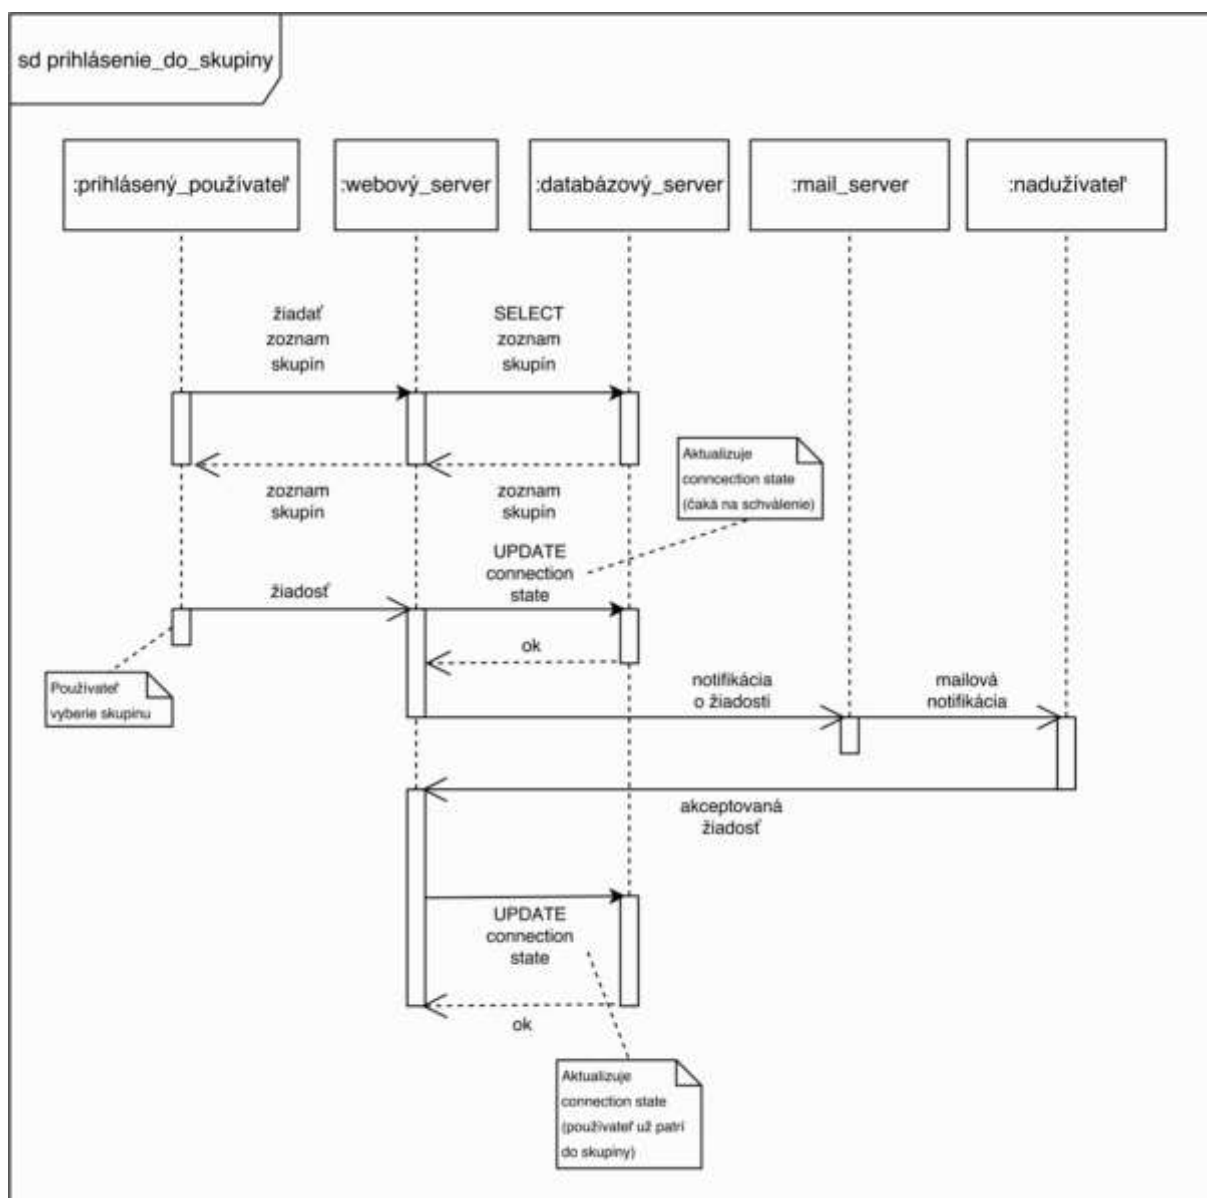 sd prihlásenie_do_skupiny
:prihlásený_používateľ
:webový_server
:databázový_server
:mail_server
:nadužívateľ
žiadať
zoznam
skupín
SELECT
zoznam
skupín
zoznam
skupín
zoznam
skupín
Aktualizuje
conncection state
(čaká na schválenie)
UPDATE
connection
state
žiadosť
ok
Používateľ
vyberie skupinu
notifikácia
o žiadosti
mailová
notifikácia
akceptovaná
žiadosť
UPDATE
connection
state
ok
Aktualizuje
connection state
(používateľ už patrí
do skupiny)